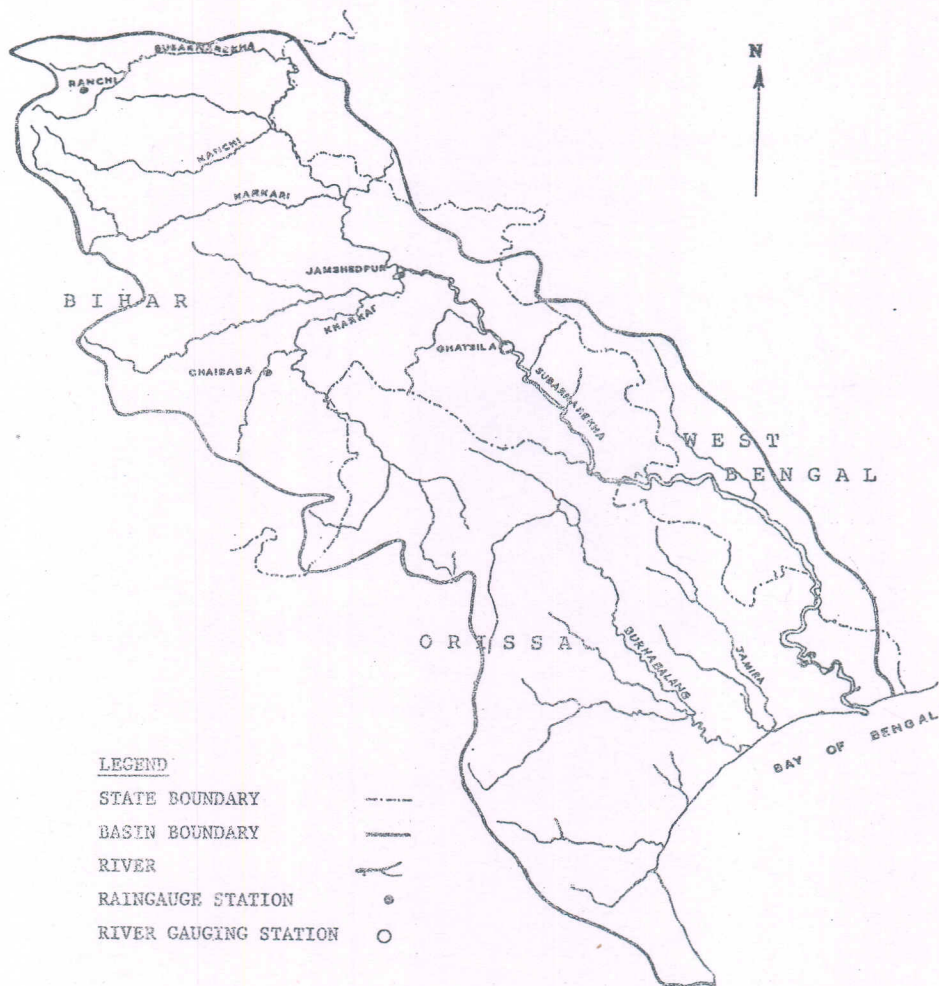 SUBARNAREKHA
N
RANCHI
KANCHI
KARKARI
JAMSHEDPUR
BIHAR
KHARKAI
GHATSILA
CHAIBASA
SUBARNAREKHA
WEST
BENGAL
ORISSA
BURHABALANG
JAMIRA
BAY OF BENGAL
LEGEND
STATE BOUNDARY
BASIN BOUNDARY
RIVER
RAINGAUGE STATION
RIVER GAUGING STATION